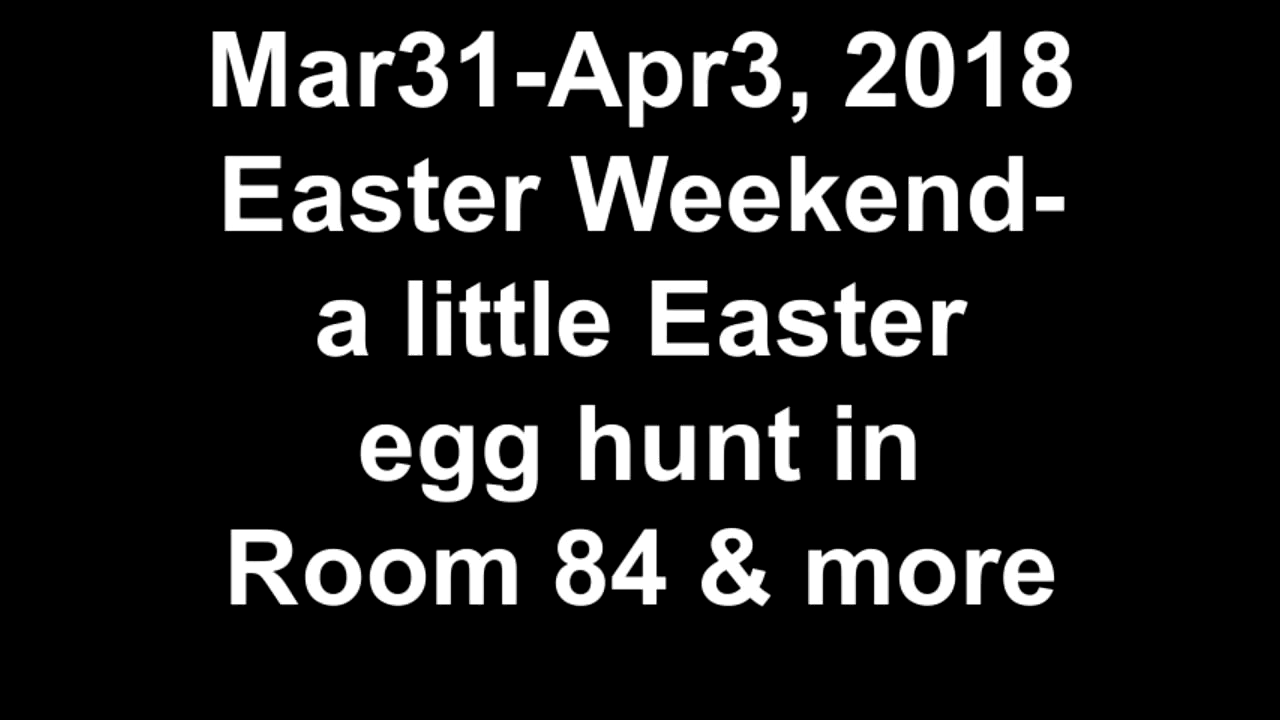 Mar31-Apr3, 2018
Easter Weekend-
a little Easter
egg hunt in
Room 84 & more